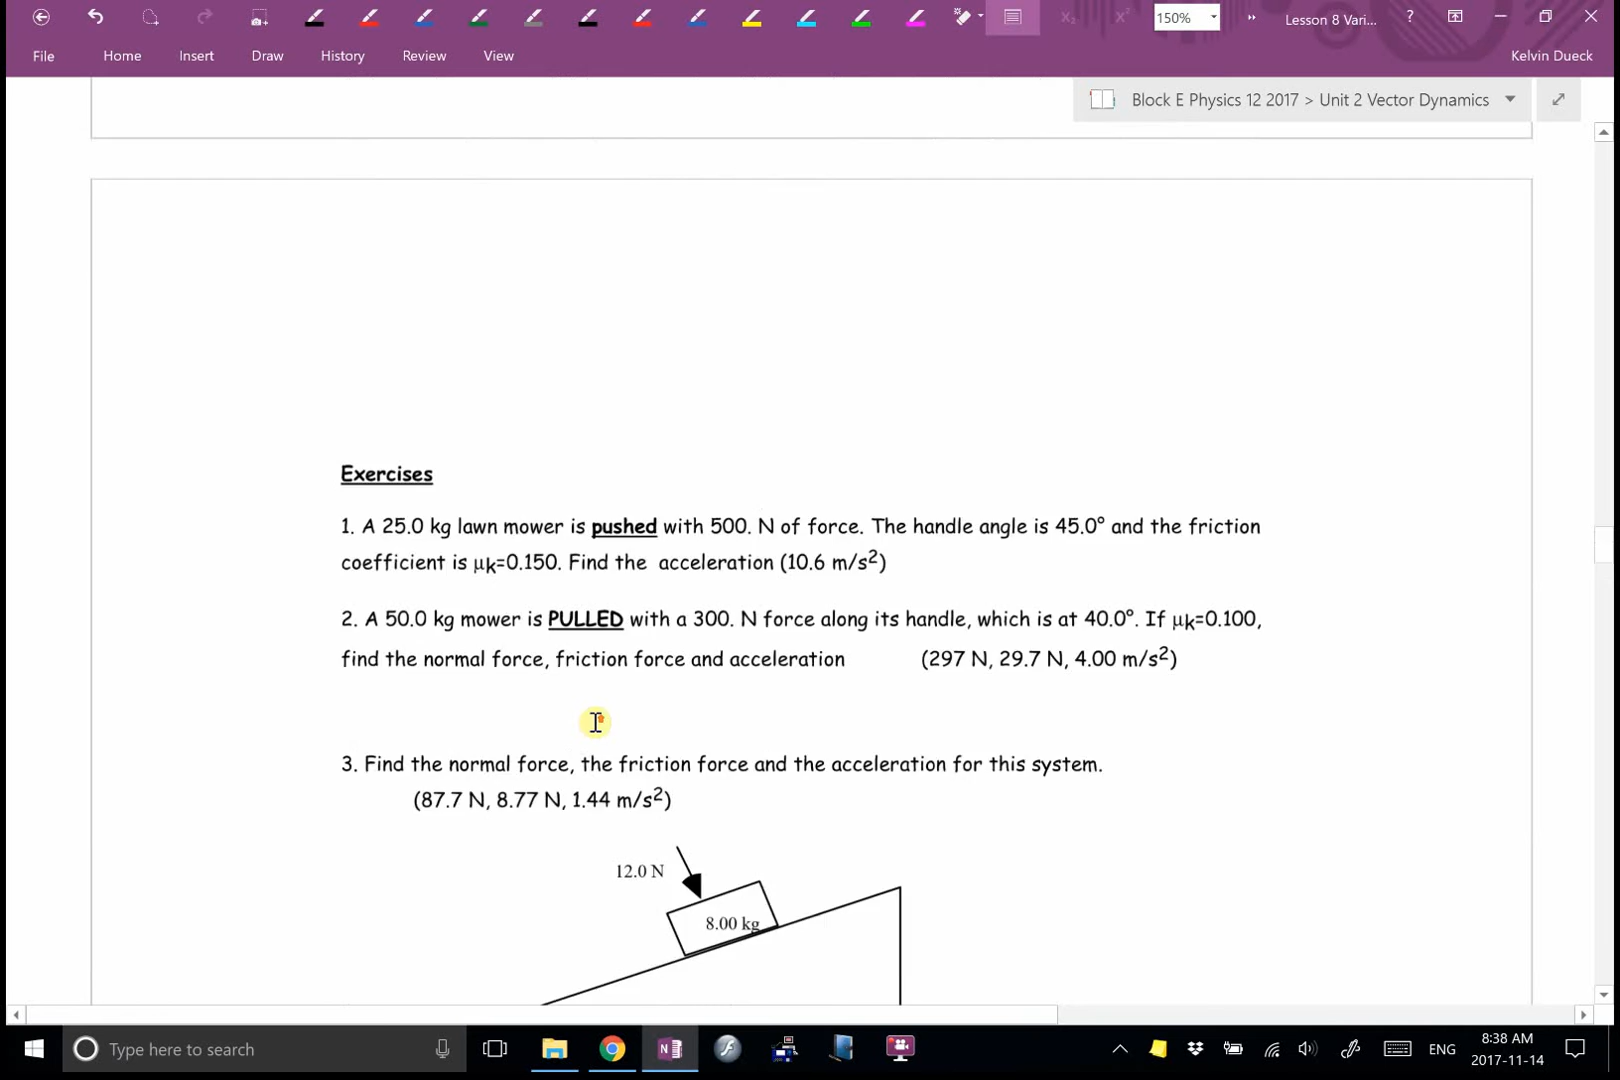 150%
Lesson 8 Vari...
?
File Home Insert Draw History Review View
Kelvin Dueck
Block E Physics 12 2017 > Unit 2 Vector Dynamics
Exercises
1. A 25.0 kg lawn mower is pushed with 500. N of force. The handle angle is 45.0° and the friction
coefficient is μk=0.150. Find the acceleration (10.6 m/s2)
2. A 50.0 kg mower is PULLED with a 300. N force along its handle, which is at 40.0°. If μk=0.100,
find the normal force, friction force and acceleration (297 N, 29.7 N, 4.00 m/s2)
3. Find the normal force, the friction force and the acceleration for this system.
(87.7 N, 8.77 N, 1.44 m/s2)
12.0 N
8.00 kg
Type here to search
ENG
8:38 AM
2017-11-14